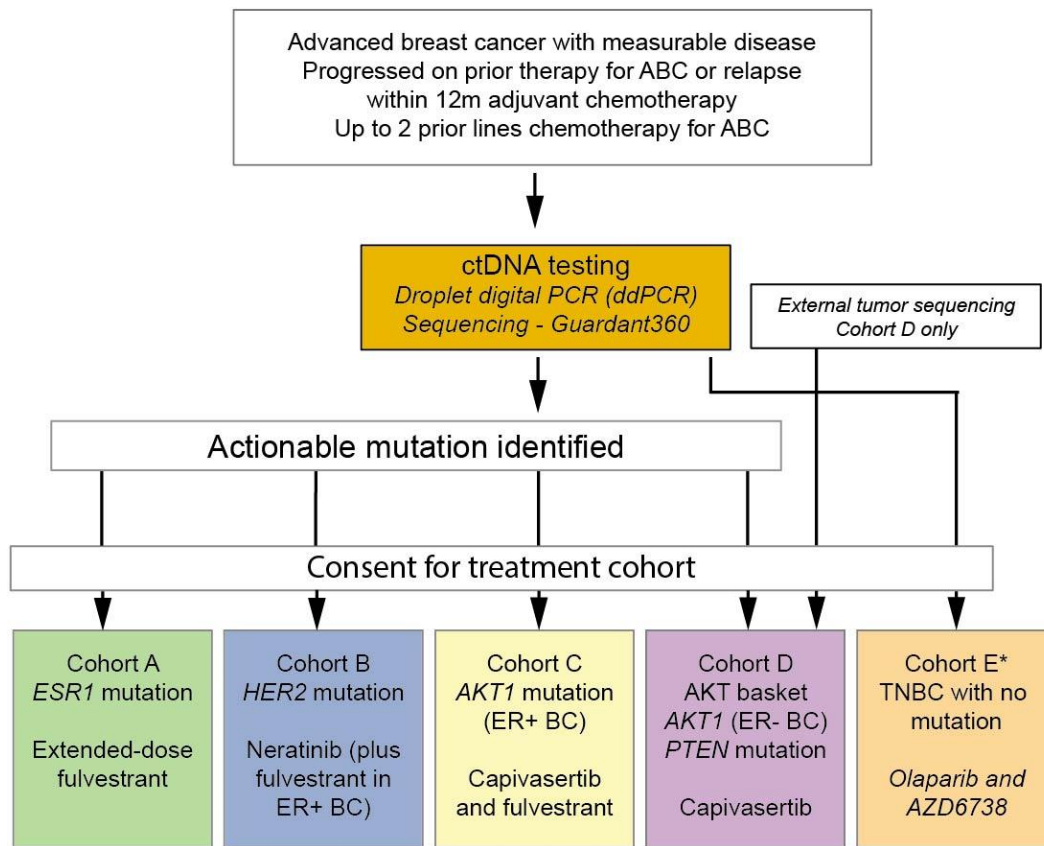 Advanced breast cancer with measurable disease
Progressed on prior therapy for ABC or relapse
within 12m adjuvant chemotherapy
Up to 2 prior lines chemotherapy for ABC
ctDNA testing
Droplet digital PCR (ddPCR)
Sequencing - Guardant360
External tumor sequencing
Cohort D only
Actionable mutation identified
Consent for treatment cohort
Cohort A
ESR1 mutation
Extended-dose
fulvestrant
Cohort B
HER2 mutation
Neratinib (plus
fulvestrant in
ER+ BC)
Cohort C
AKT1 mutation
(ER+ BC)
Capivasertib
and fulvestrant
Cohort D
AKT basket
AKT1 (ER- BC)
PTEN mutation
Capivasertib
Cohort E*
TNBC with no
mutation
Olaparib and
AZD6738